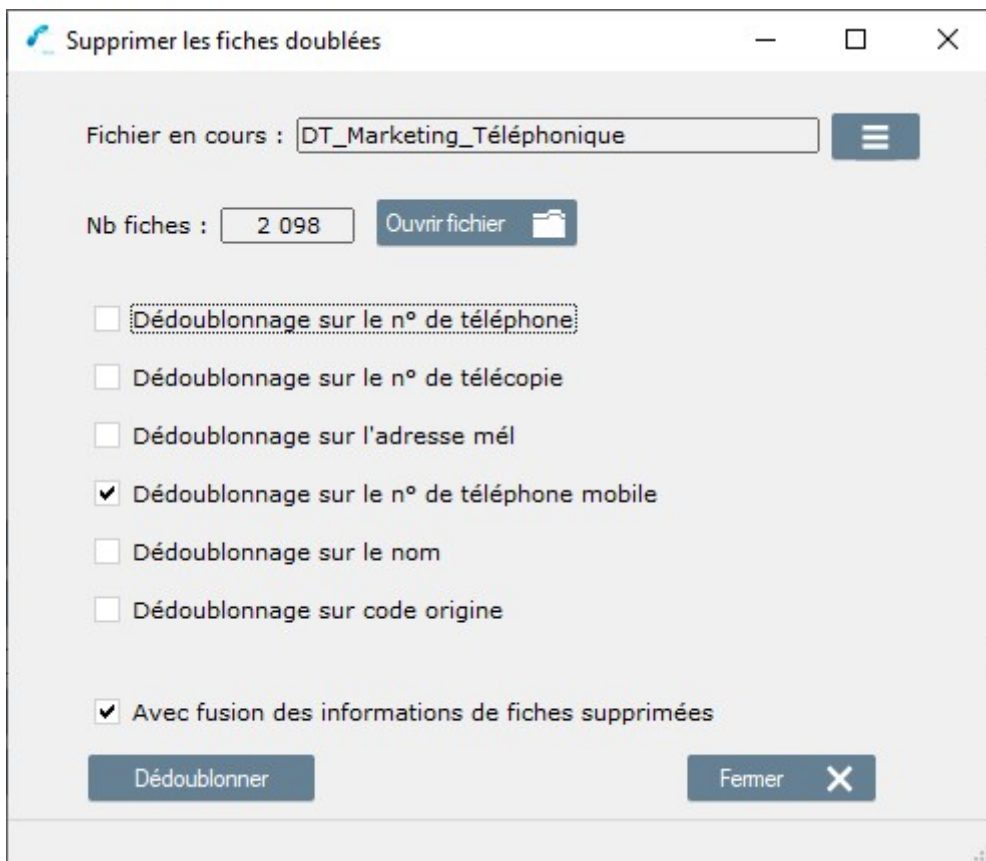 Supprimer les fiches doublées
Fichier en cours : DT_Marketing_Téléphonique
Nb fiches : 2 098 Ouvrir fichier
Dédoublonnage sur le n° de téléphone
Dédoublonnage sur le n° de télécopie
Dédoublonnage sur l'adresse mél
Dédoublonnage sur le n° de téléphone mobile
Dédoublonnage sur le nom
Dédoublonnage sur code origine
Avec fusion des informations de fiches supprimées
Dédoublonner Fermer